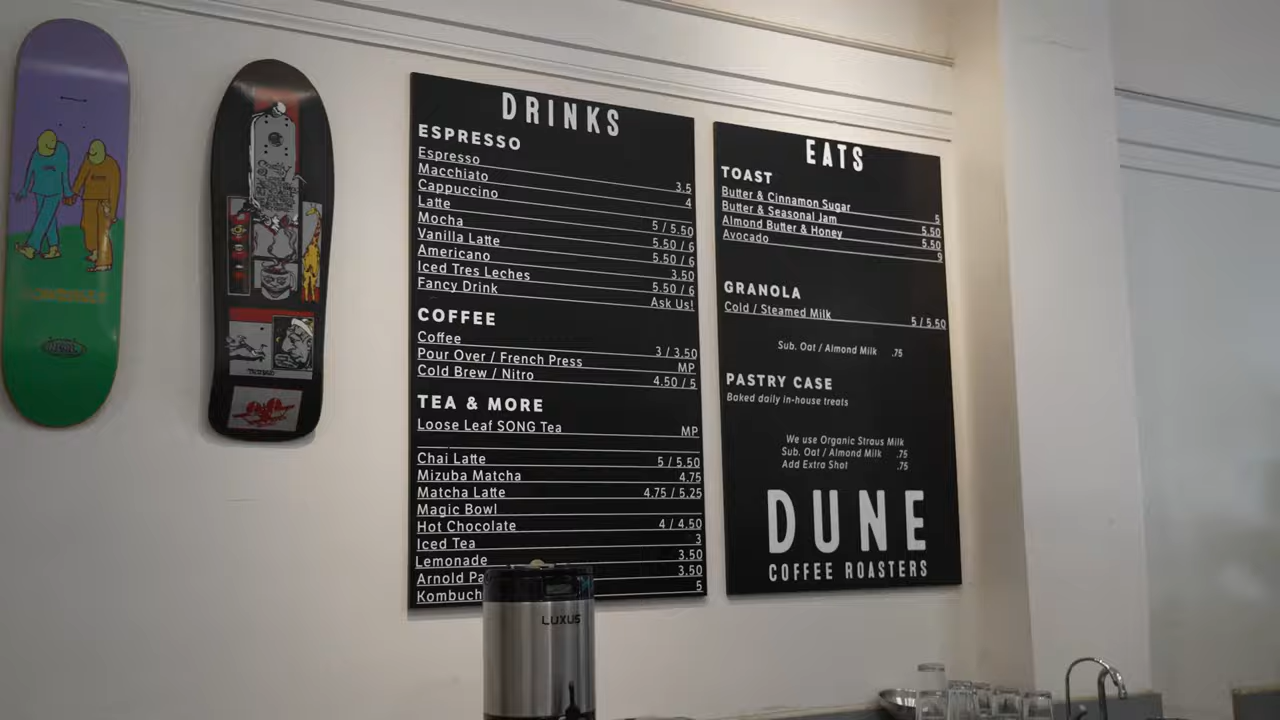 DRINKS
ESPRESSO
Espresso 3.5
Macchiato 4
Cappuccino
Latte 5 / 5.50
Mocha 5.50 / 6
Vanilla Latte 5.50 / 6
Americano 3.50
Iced Tres Leches 5.50 / 6
Fancy Drink Ask Us!
COFFEE
Coffee 3 / 3.50
Pour Over / French Press MP
Cold Brew / Nitro 4.50 / 5
TEA & MORE
Loose Leaf SONG Tea MP
Chai Latte 5 / 5.50
Mizuba Matcha 4.75
Matcha Latte 4.75 / 5.25
Magic Bowl
Hot Chocolate 4 / 4.50
Iced Tea 3
Lemonade 3.50
Arnold Pa 3.50
Kombuch 5
EATS
TOAST
Butter & Cinnamon Sugar 5
Butter & Seasonal Jam 5.50
Almond Butter & Honey 5.50
Avocado 9
GRANOLA
Cold / Steamed Milk 5 / 5.50
Sub. Oat / Almond Milk .75
PASTRY CASE
Baked daily in-house treats
We use Organic Straus Milk
Sub. Oat / Almond Milk .75
Add Extra Shot .75
DUNE
COFFEE ROASTERS
LUXUS